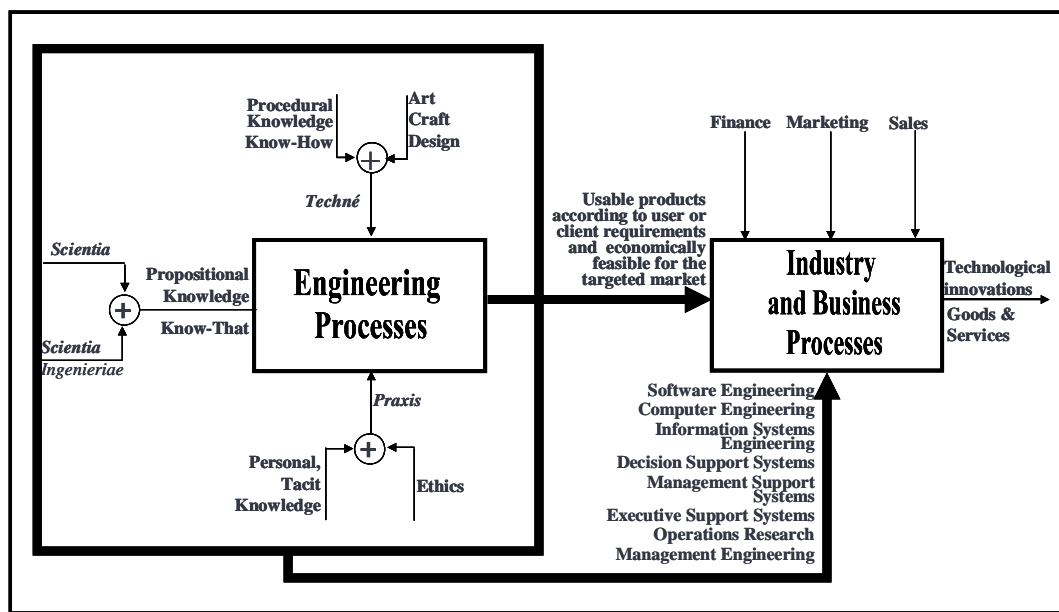 Procedural
Knowledge
Know-How
Art
Craft
Design
+
Techné
Scientia
Propositional
Knowledge
+
Know-That
Scientia
Ingenieriae
Engineering
Processes
Praxis
+
Personal,
Tacit
Knowledge
Ethics
Usable products
according to user or
client requirements
and economically
feasible for the
targeted market
Finance
Marketing
Sales
Industry
and Business
Processes
Technological
innovations
Goods &
Services
Software Engineering
Computer Engineering
Information Systems
Engineering
Decision Support Systems
Management Support
Systems
Executive Support Systems
Operations Research
Management Engineering